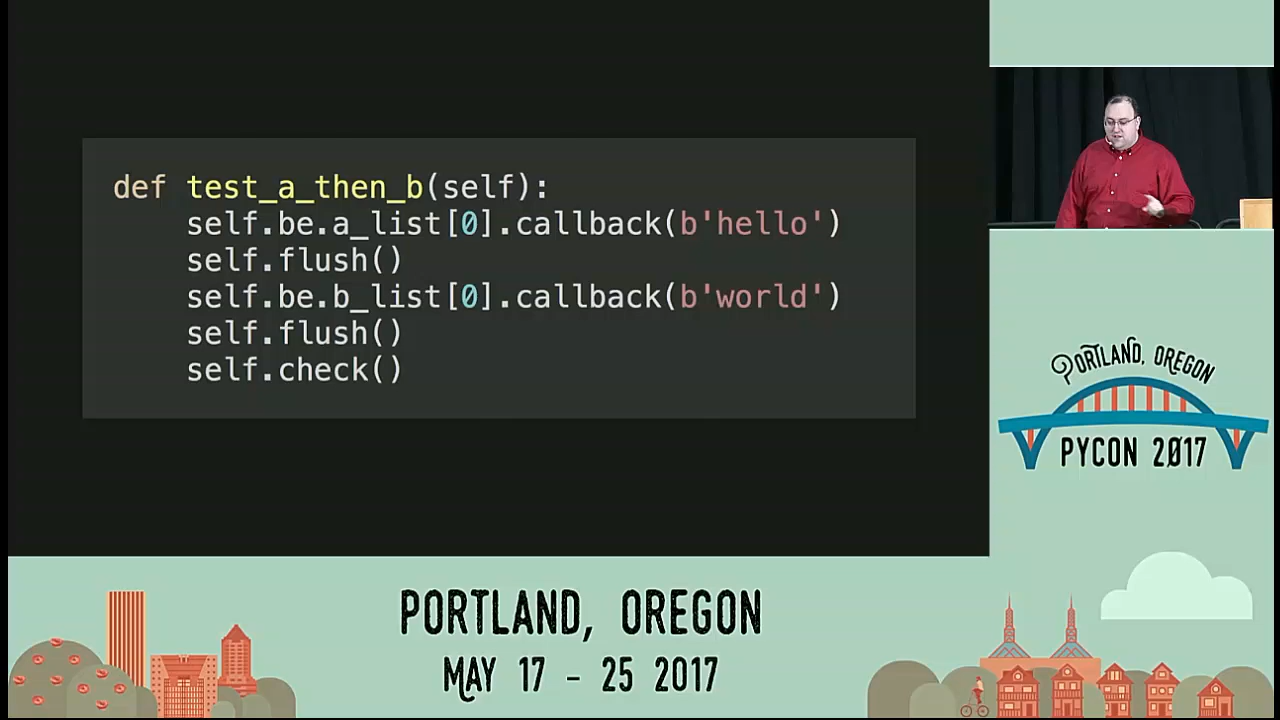 def test_a_then_b(self):
    self.be.a_list[0].callback(b'hello')
    self.flush()
    self.be.b_list[0].callback(b'world')
    self.flush()
    self.check()
PORTLAND, OREGON
PYCON 2017
PORTLAND, OREGON
MAY 17 - 25 2017